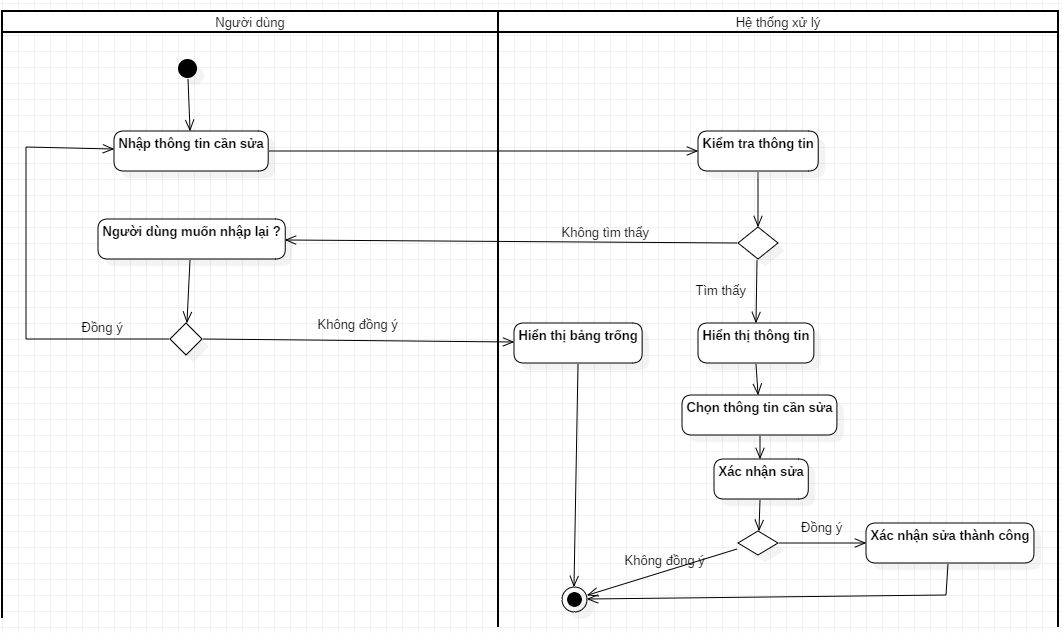 Người dùng
Hệ thống xử lý
Nhập thông tin cần sửa
Kiểm tra thông tin
Người dùng muốn nhập lại ?
Không tìm thấy
Tìm thấy
Đồng ý
Không đồng ý
Hiển thị bảng trống
Hiển thị thông tin
Chọn thông tin cần sửa
Xác nhận sửa
Đồng ý
Xác nhận sửa thành công
Không đồng ý